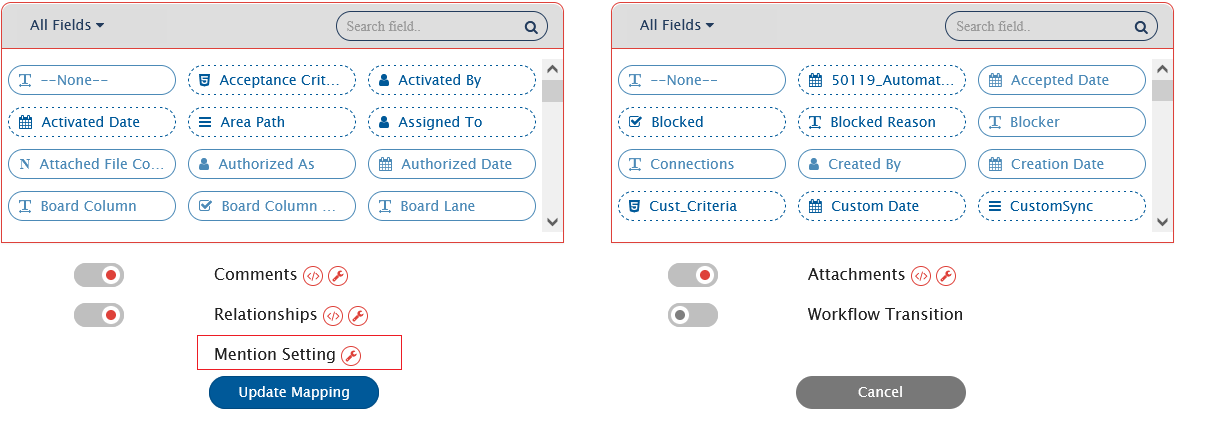 All Fields
Search field..
--None--
Acceptance Crit...
Activated By
Activated Date
Area Path
Assigned To
N Attached File Co...
Authorized As
Authorized Date
Board Column
Board Column ...
Board Lane
All Fields
Search field..
--None--
50119_Automat...
Accepted Date
Blocked
Blocked Reason
Blocker
Connections
Created By
Creation Date
Cust_Criteria
Custom Date
CustomSync
Comments
Attachments
Relationships
Workflow Transition
Mention Setting
Update Mapping
Cancel